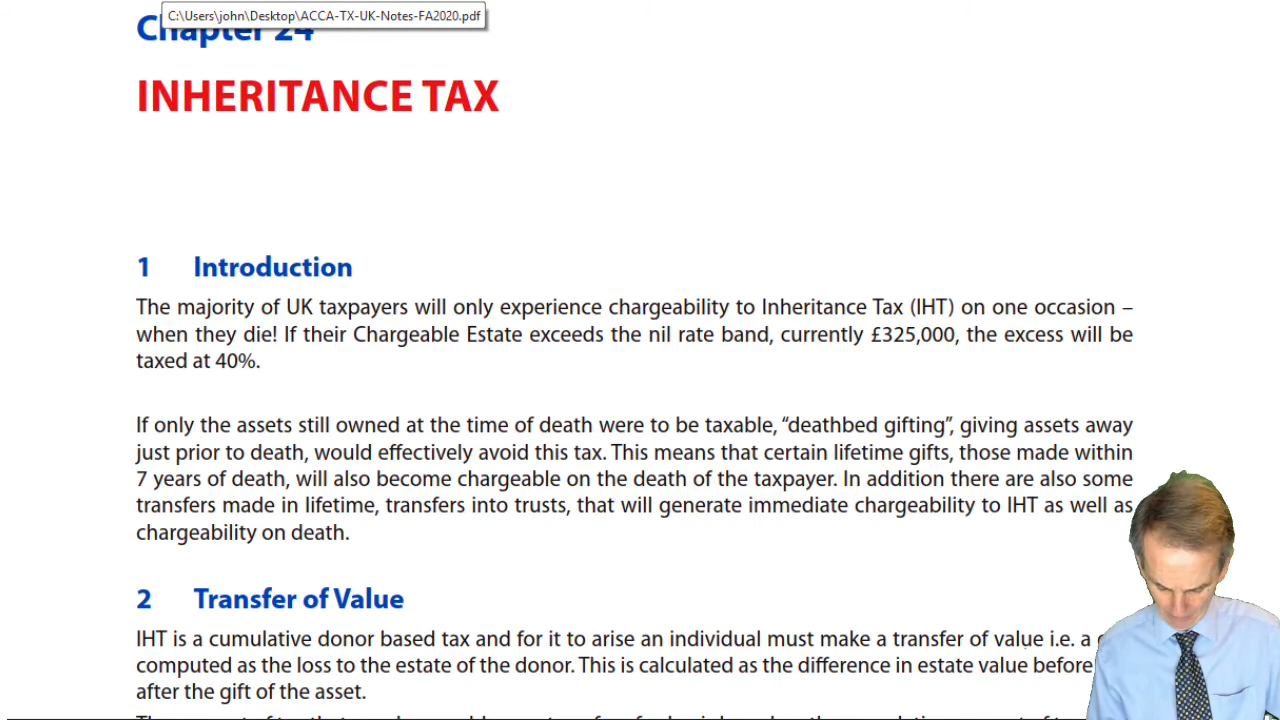 C:\Users\john\Desktop\ACCA-TX-UK-Notes-FA2020.pdf
Chapter 24
INHERITANCE TAX
1 Introduction
The majority of UK taxpayers will only experience chargeability to Inheritance Tax (IHT) on one occasion –
when they die! If their Chargeable Estate exceeds the nil rate band, currently £325,000, the excess will be
taxed at 40%.
If only the assets still owned at the time of death were to be taxable, “deathbed gifting”, giving assets away
just prior to death, would effectively avoid this tax. This means that certain lifetime gifts, those made within
7 years of death, will also become chargeable on the death of the taxpayer. In addition there are also some
transfers made in lifetime, transfers into trusts, that will generate immediate chargeability to IHT as well as
chargeability on death.
2 Transfer of Value
IHT is a cumulative donor based tax and for it to arise an individual must make a transfer of value i.e. a
computed as the loss to the estate of the donor. This is calculated as the difference in estate value before
after the gift of the asset.